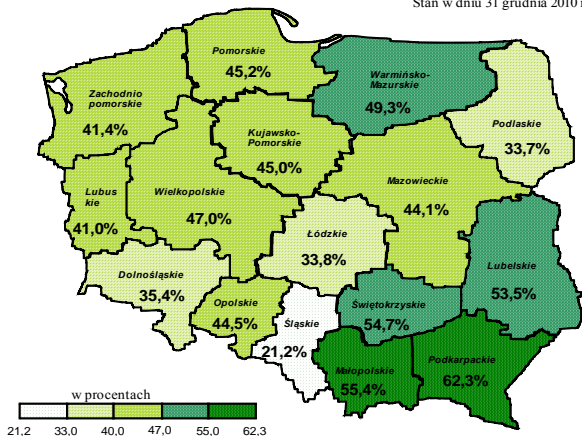 Stan w dniu 31 grudnia 2010 r
Pomorskie
45,2%
Warmińsko-
Mazurskie
49,3%
Zachodnio
pomorskie
41,4%
Podlaskie
33,7%
Kujawsko-
Pomorskie
45,0%
Lubus
kie
41,0%
Wielkopolskie
47,0%
Mazowieckie
44,1%
Łódzkie
33,8%
Lubelskie
53,5%
Dolnośląskie
35,4%
Opolskie
44,5%
Śląskie
21,2%
Świętokrzyskie
54,7%
Małopolskie
55,4%
Podkarpackie
62,3%
w procentach
21,2 33,0 40,0 47,0 55,0 62,3